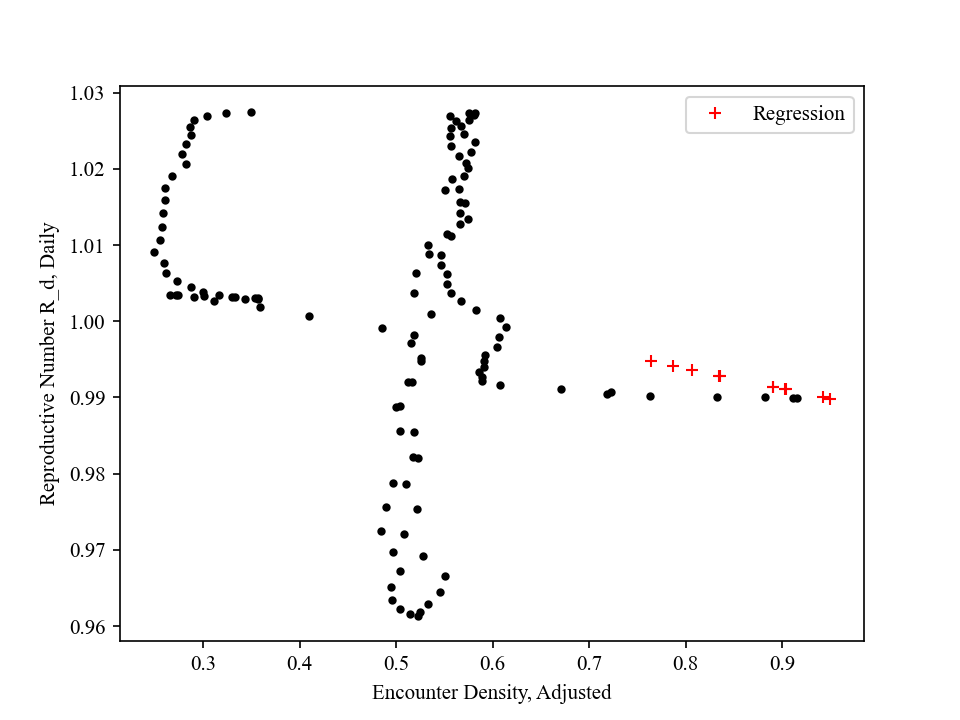 Regression
Reproductive Number R_d, Daily
1.03
1.02
1.01
1.00
0.99
0.98
0.97
0.96
0.3 0.4 0.5 0.6 0.7 0.8 0.9
Encounter Density, Adjusted